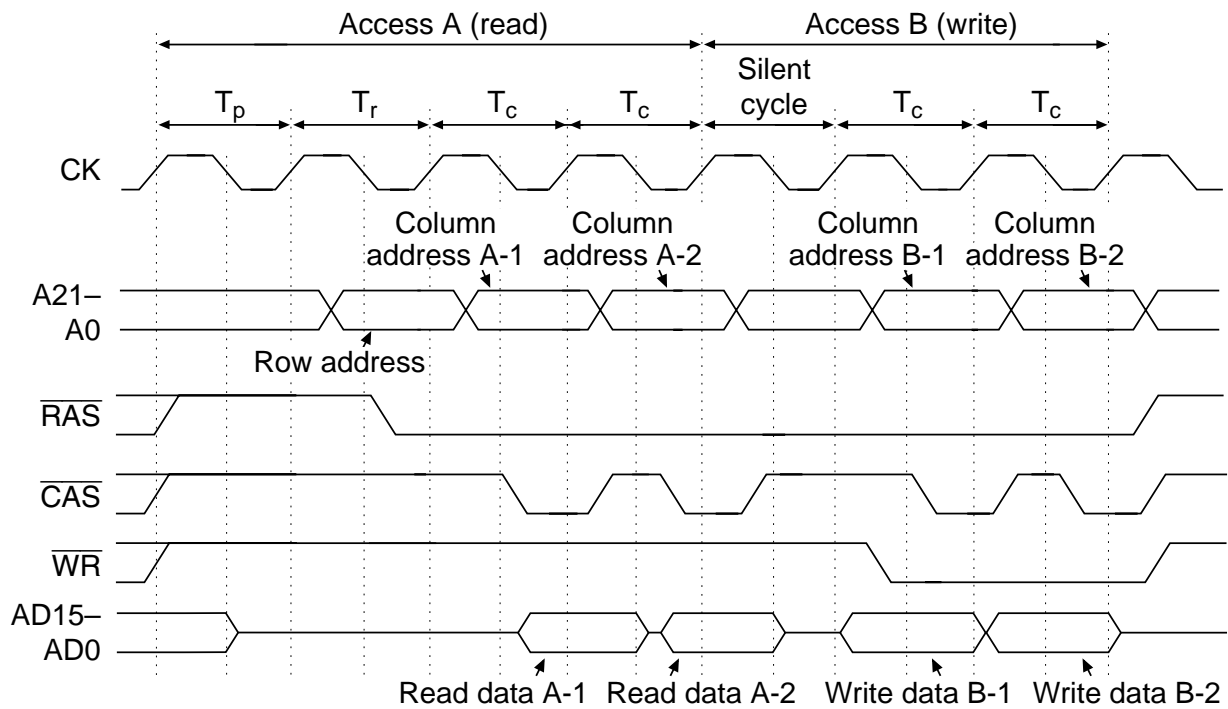 Access A (read) Access B (write)
Silent
cycle
Tp Tr Tc Tc Tc Tc
CK
Column Column Column Column
address A-1 address A-2 address B-1 address B-2
A21–
A0
Row address
RAS
CAS
WR
AD15–
AD0
Read data A-1 Read data A-2 Write data B-1 Write data B-2